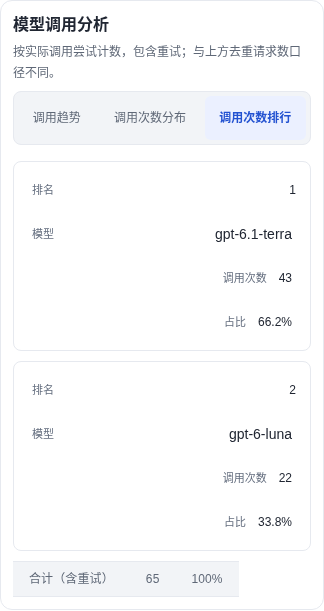 模型调用分析
按实际调用尝试计数，包含重试；与上方去重请求数口
径不同。
调用趋势 调用次数分布 调用次数排行
排名 1
模型 gpt-6.1-terra
调用次数 43
占比 66.2%
排名 2
模型 gpt-6-luna
调用次数 22
占比 33.8%
合计（含重试） 65 100%